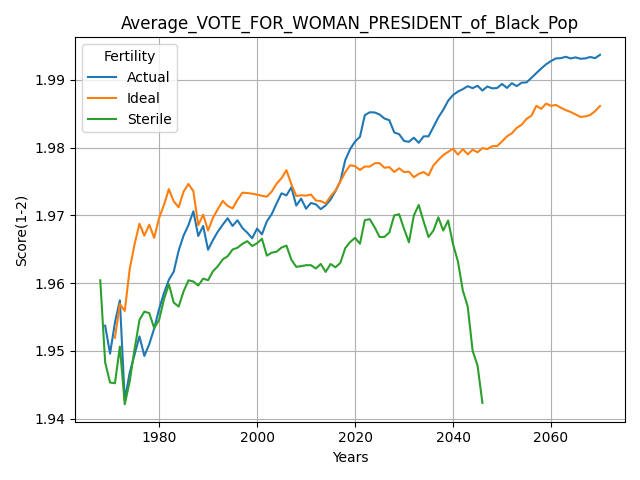 Average_VOTE_FOR_WOMAN_PRESIDENT_of_Black_Pop
Fertility
Actual
Ideal
Sterile
Score(1-2)
1.99
1.98
1.97
1.96
1.95
1.94
1980 2000 2020 2040 2060
Years